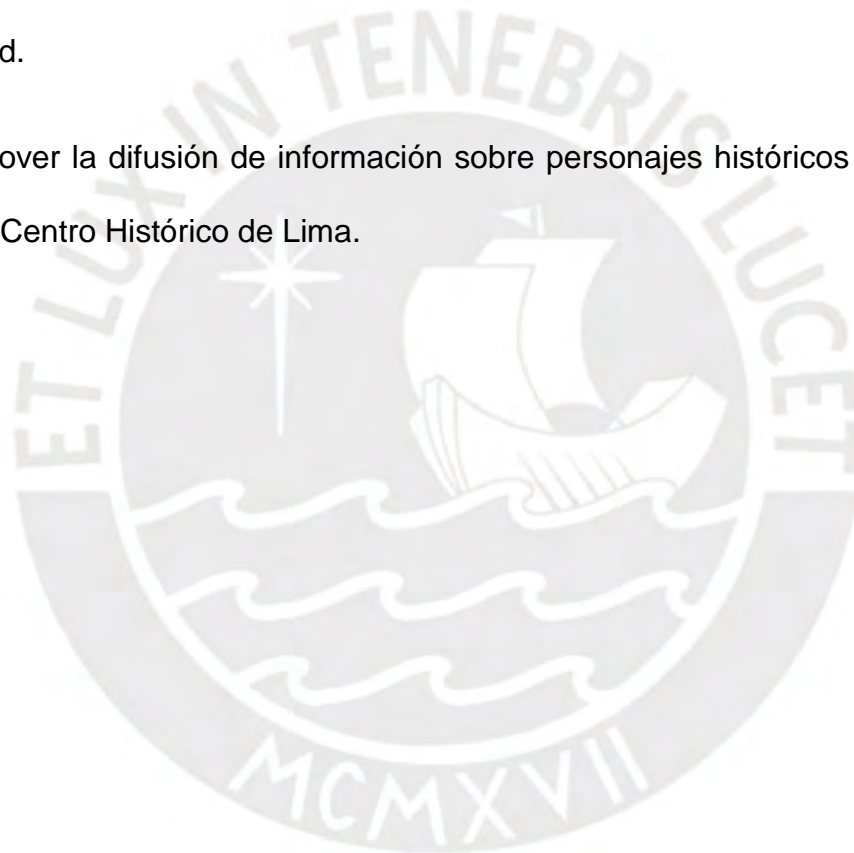 d.
over la difusión de información sobre personajes históricos
Centro Histórico de Lima.
ET LUX IN TENEBRIS LUCET
MCMXVII